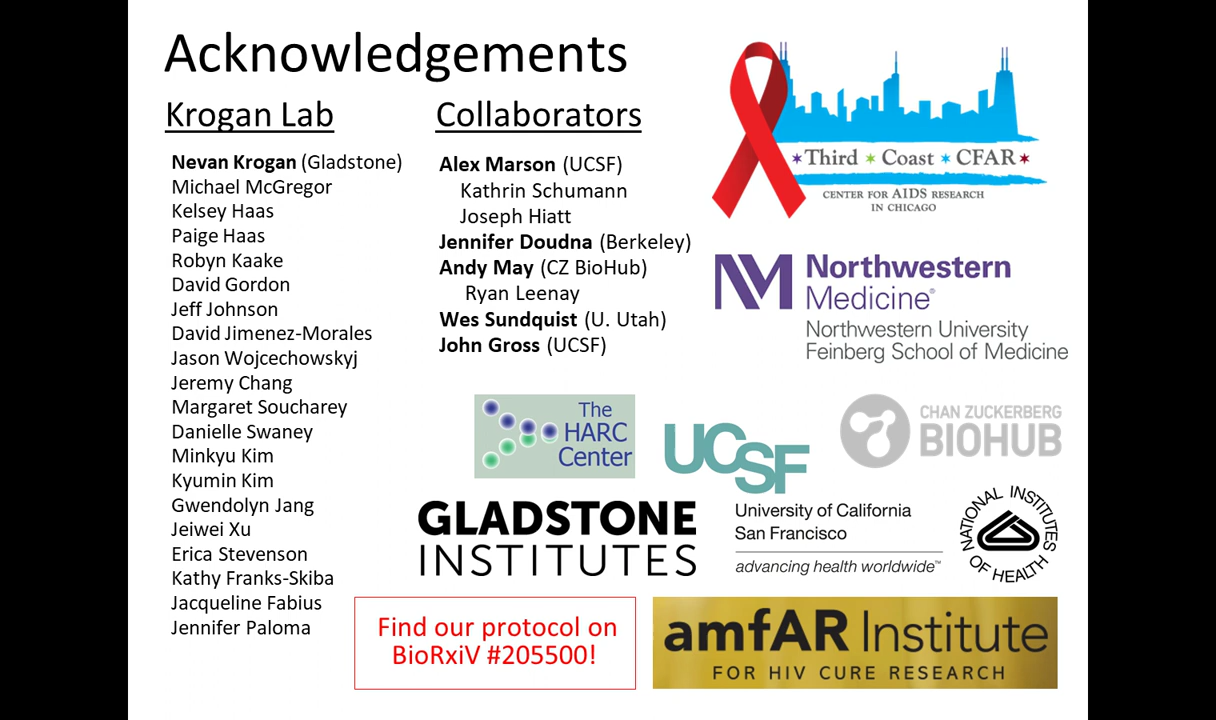 Acknowledgements
Krogan Lab
Nevan Krogan (Gladstone)
Michael McGregor
Kelsey Haas
Paige Haas
Robyn Kaake
David Gordon
Jeff Johnson
David Jimenez-Morales
Jason Wojcechowskyj
Jeremy Chang
Margaret Soucharey
Danielle Swaney
Minkyu Kim
Kyumin Kim
Gwendolyn Jang
Jeiwei Xu
Erica Stevenson
Kathy Franks-Skiba
Jacqueline Fabius
Jennifer Paloma
Collaborators
Alex Marson (UCSF)
Kathrin Schumann
Joseph Hiatt
Jennifer Doudna (Berkeley)
Andy May (CZ BioHub)
Ryan Leenay
Wes Sundquist (U. Utah)
John Gross (UCSF)
Third Coast CFAR
CENTER FOR AIDS RESEARCH
IN CHICAGO
NM Northwestern
Medicine®
Northwestern University
Feinberg School of Medicine
The
HARC
Center
UCSF
University of California
San Francisco
advancing health worldwide™
CHAN ZUCKERBERG
BIOHUB
GLADSTONE
INSTITUTES
NATIONAL INSTITUTES
OF HEALTH
Find our protocol on
BioRxiV #205500!
amfAR Institute
FOR HIV CURE RESEARCH